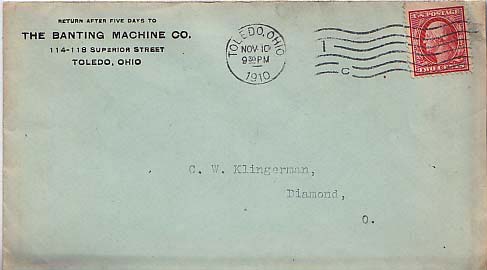 RETURN AFTER FIVE DAYS TO
THE BANTING MACHINE CO.
114-118 SUPERIOR STREET
TOLEDO, OHIO
TOLEDO, OHIO
NOV 10
9 30 PM
1910
1
C
U.S. POSTAGE
C. W. Klingerman,
Diamond,
O.